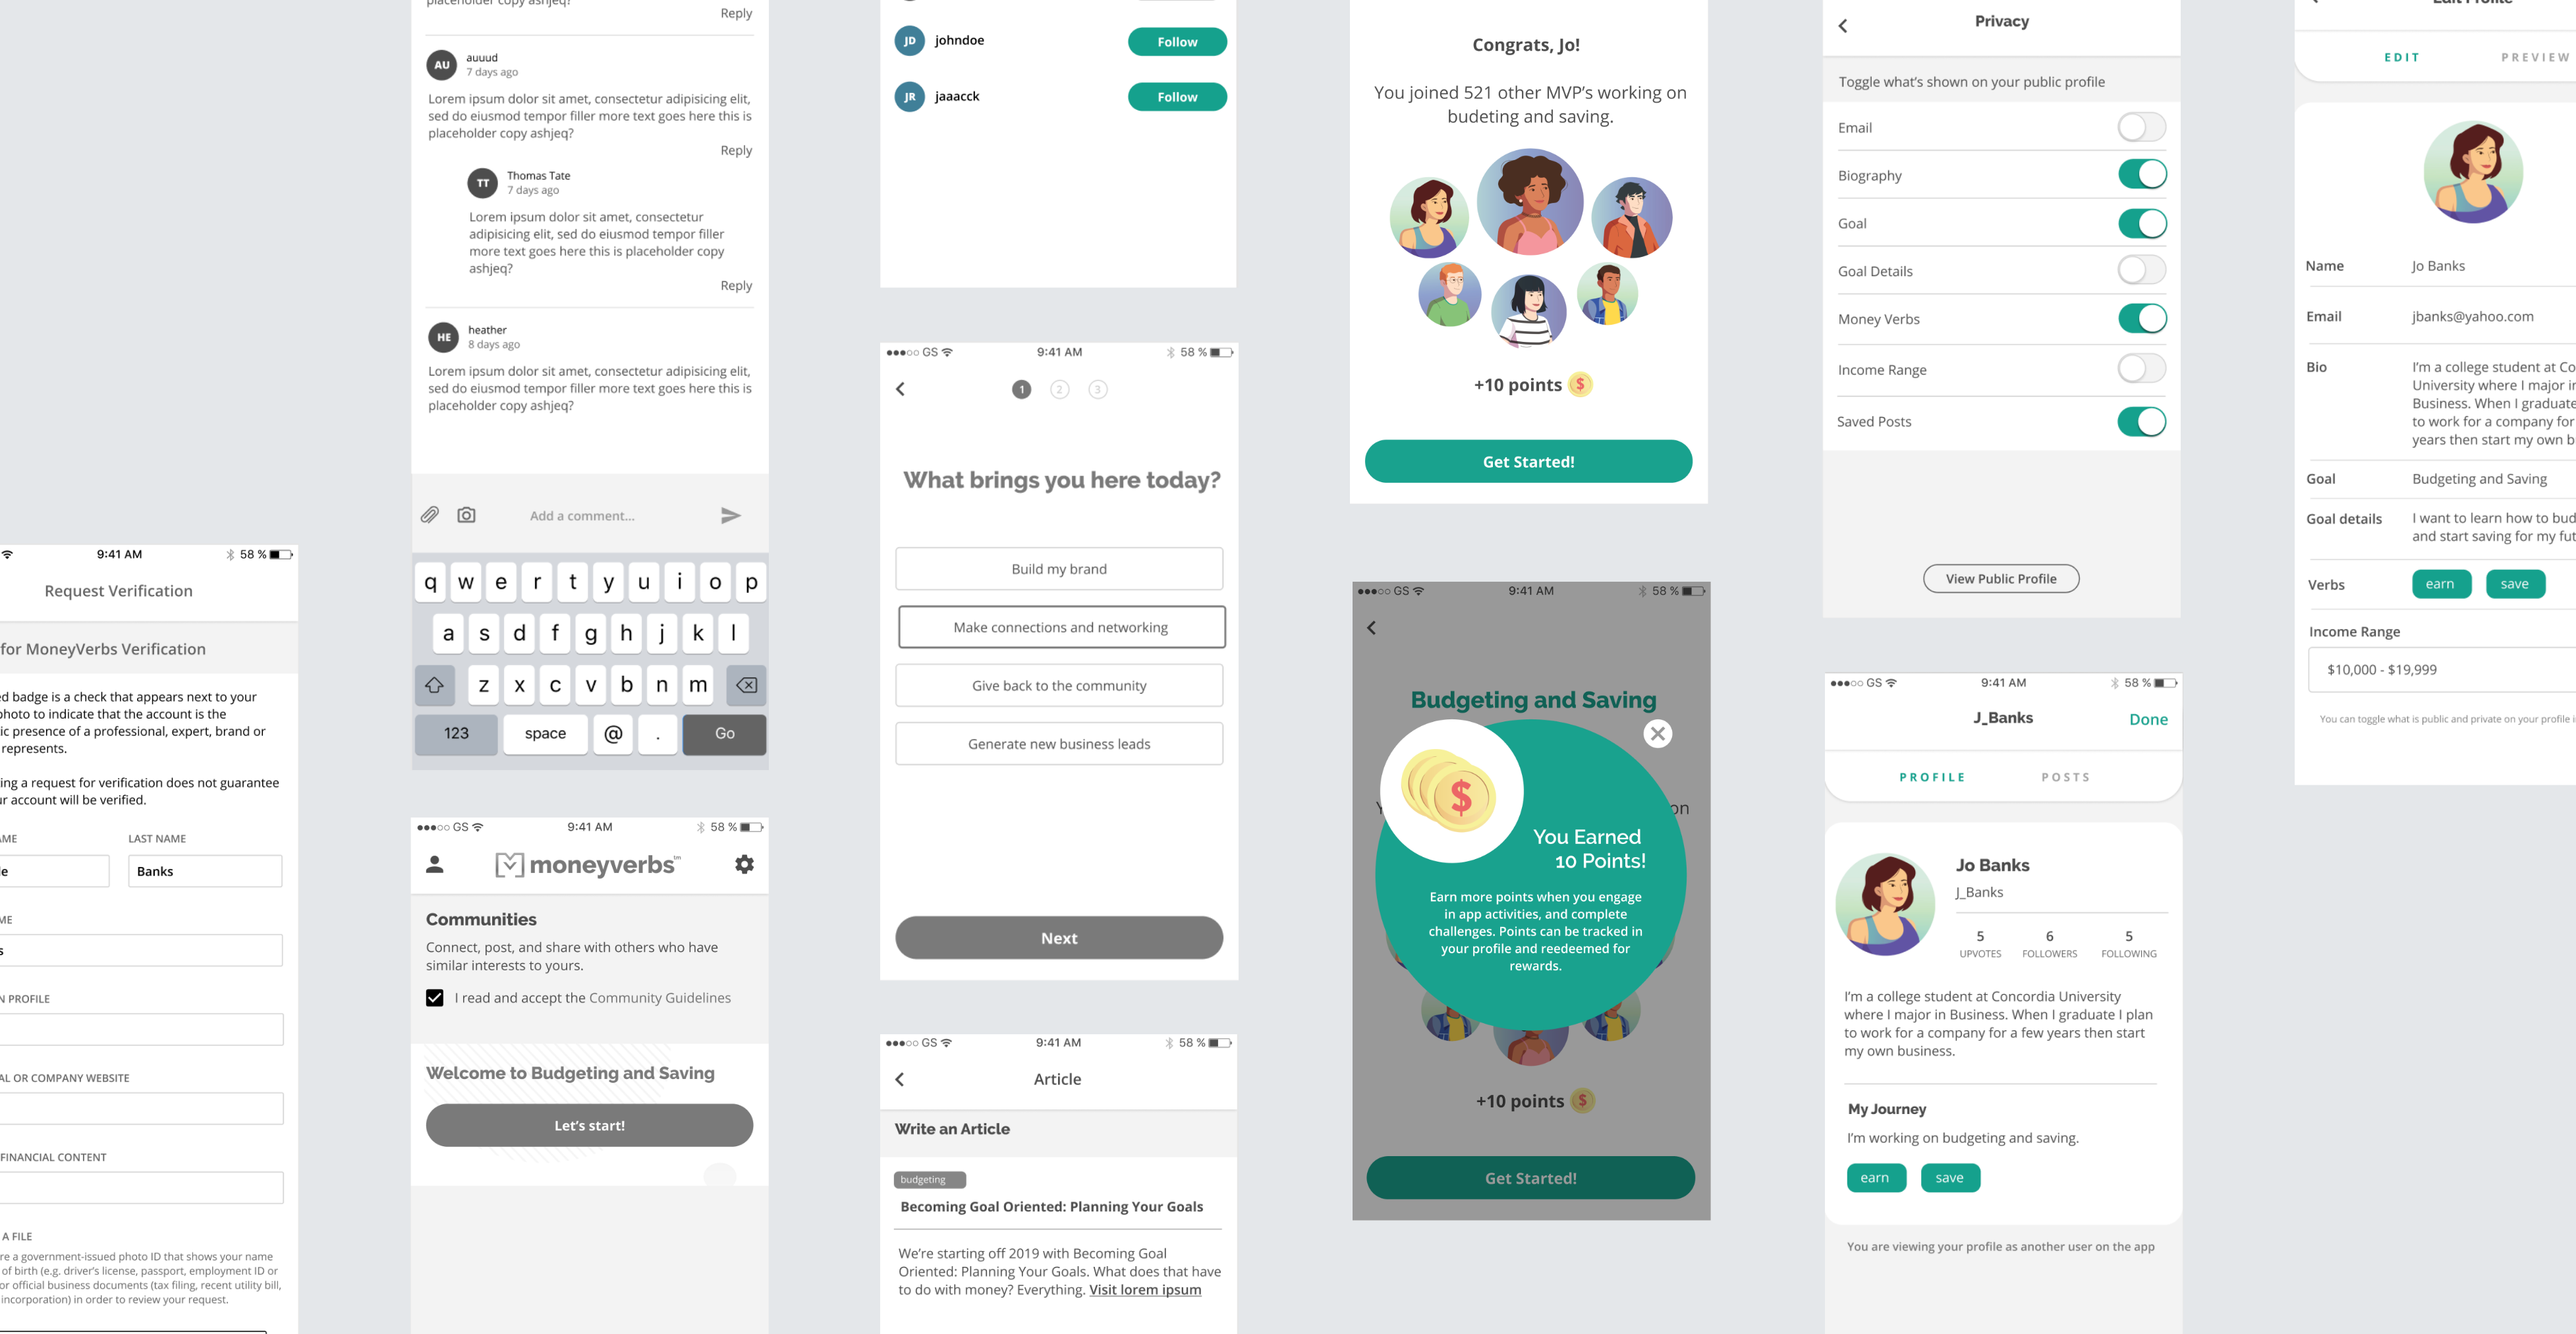 GS 9:41 AM 58 %
Request Verification
for MoneyVerbs Verification
ed badge is a check that appears next to your
photo to indicate that the account is the
ic presence of a professional, expert, brand or
represents.
ing a request for verification does not guarantee
ur account will be verified.
AME LAST NAME
ie Banks
ME
s
N PROFILE
AL OR COMPANY WEBSITE
FINANCIAL CONTENT
A FILE
re a government-issued photo ID that shows your name
of birth (e.g. driver's license, passport, employment ID or
or official business documents (tax filing, recent utility bill,
incorporation) in order to review your request.
placeholder copy ashjeq?
Reply
AU auuud
7 days ago
Lorem ipsum dolor sit amet, consectetur adipisicing elit,
sed do eiusmod tempor filler more text goes here this is
placeholder copy ashjeq?
Reply
TT Thomas Tate
7 days ago
Lorem ipsum dolor sit amet, consectetur
adipisicing elit, sed do eiusmod tempor filler
more text goes here this is placeholder copy
ashjeq?
Reply
HE heather
8 days ago
Lorem ipsum dolor sit amet, consectetur adipisicing elit,
sed do eiusmod tempor filler more text goes here this is
placeholder copy ashjeq?
Add a comment...
q w e r t y u i o p
a s d f g h j k l
z x c v b n m
123 space @ . Go
GS 9:41 AM 58 %
moneyverbs™
Communities
Connect, post, and share with others who have
similar interests to yours.
I read and accept the Community Guidelines
Welcome to Budgeting and Saving
Let's start!
JD johndoe Follow
JR jaaacck Follow
GS 9:41 AM 58 %
1 2 3
What brings you here today?
Build my brand
Make connections and networking
Give back to the community
Generate new business leads
Next
GS 9:41 AM 58 %
Article
Write an Article
budgeting
Becoming Goal Oriented: Planning Your Goals
We're starting off 2019 with Becoming Goal
Oriented: Planning Your Goals. What does that have
to do with money? Everything. Visit lorem ipsum
Congrats, Jo!
You joined 521 other MVP's working on
budeting and saving.
+10 points $
Get Started!
GS 9:41 AM 58 %
Budgeting and Saving
Y on
$
You Earned
10 Points!
Earn more points when you engage
in app activities, and complete
challenges. Points can be tracked in
your profile and reedeemed for
rewards.
+10 points $
Get Started!
Privacy
Toggle what's shown on your public profile
Email
Biography
Goal
Goal Details
Money Verbs
Income Range
Saved Posts
View Public Profile
GS 9:41 AM 58 %
J_Banks Done
PROFILE POSTS
Jo Banks
J_Banks
5 6 5
UPVOTES FOLLOWERS FOLLOWING
I'm a college student at Concordia University
where I major in Business. When I graduate I plan
to work for a company for a few years then start
my own business.
My Journey
I'm working on budgeting and saving.
earn save
You are viewing your profile as another user on the app
Edit Profile
EDIT PREVIEW
Name Jo Banks
Email jbanks@yahoo.com
Bio I'm a college student at Co
University where I major in
Business. When I graduate
to work for a company for
years then start my own b
Goal Budgeting and Saving
Goal details I want to learn how to bud
and start saving for my fut
Verbs earn save
Income Range
$10,000 - $19,999
You can toggle what is public and private on your profile i